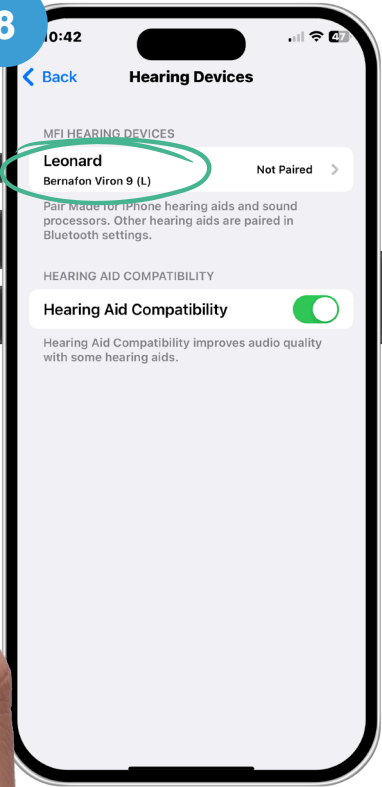 8
10:42
47
Back
Hearing Devices
MFI HEARING DEVICES
Leonard
Bernafon Viron 9 (L)
Not Paired
Pair Made for iPhone hearing aids and sound
processors. Other hearing aids are paired in
Bluetooth settings.
HEARING AID COMPATIBILITY
Hearing Aid Compatibility
Hearing Aid Compatibility improves audio quality
with some hearing aids.